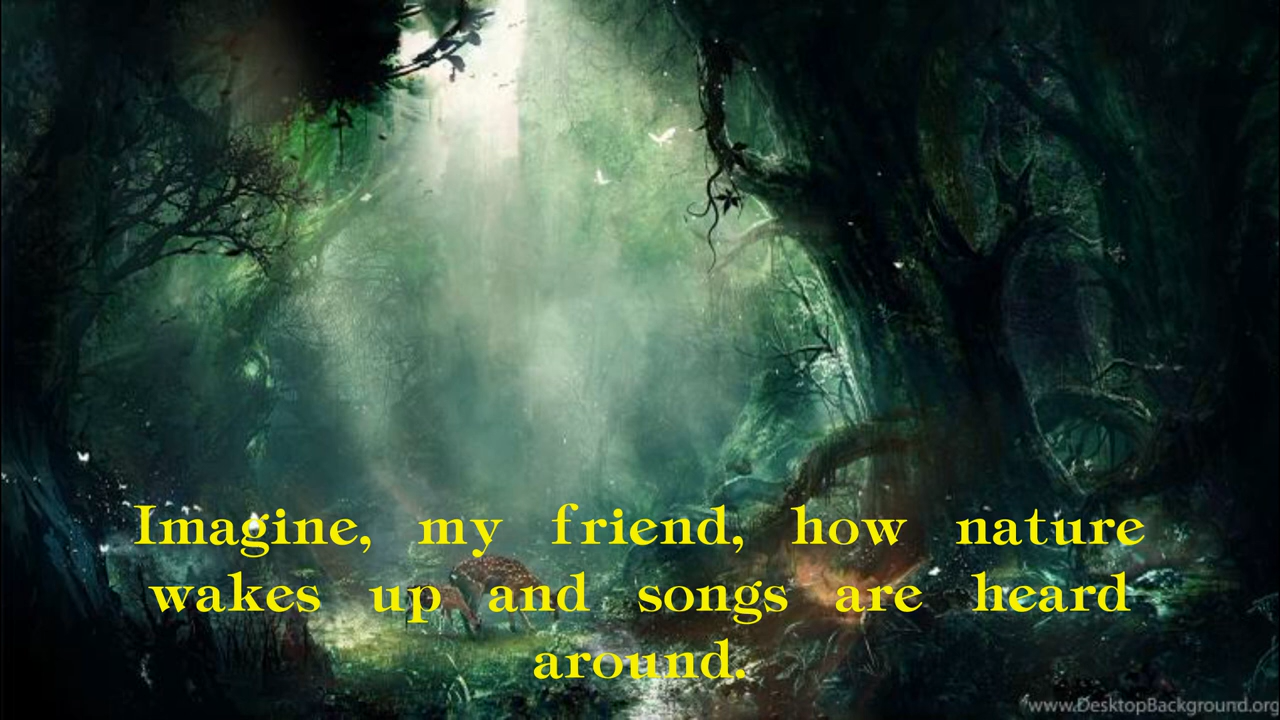 Imagine, my friend, how nature
wakes up and songs are heard
around.
www.DesktopBackground.org